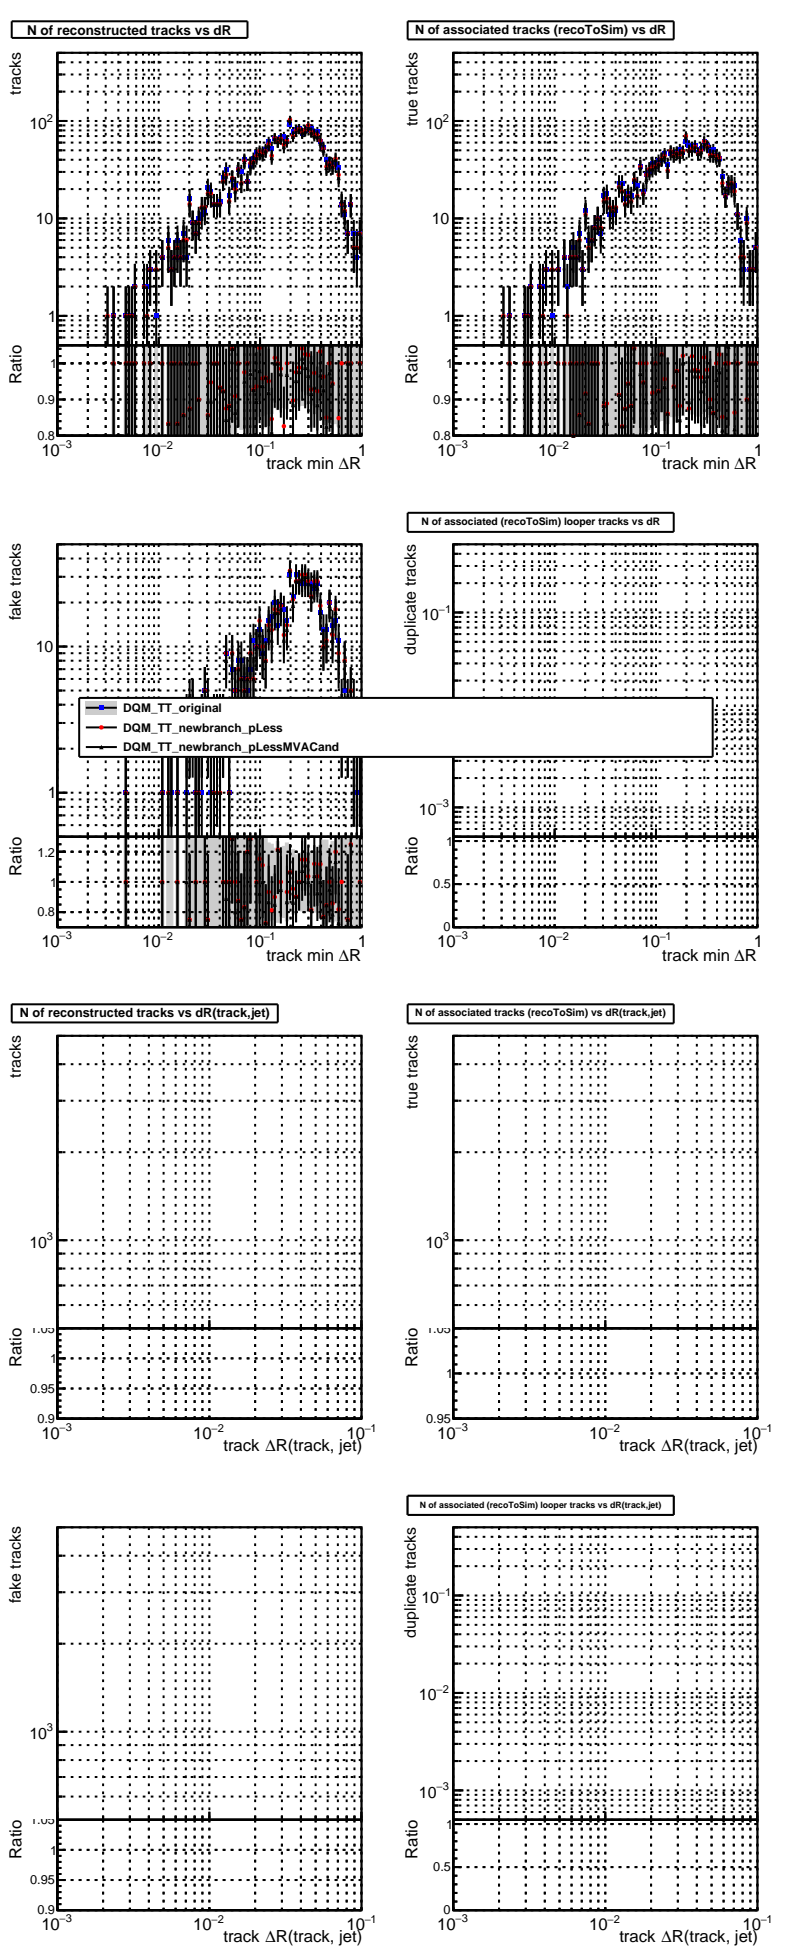 N of reconstructed tracks vs dR
N of associated tracks (recoToSim) vs dR
tracks
10²
10
1
Ratio
1
0.9
0.8
10⁻³
10⁻²
10⁻¹
1
track min ΔR
true tracks
10²
10
1
Ratio
1
0.9
0.8
10⁻³
10⁻²
10⁻¹
1
track min ΔR
N of associated (recoToSim) looper tracks vs dR
fake tracks
10
1
Ratio
1.2
1
0.8
10⁻³
10⁻²
10⁻¹
1
track min ΔR
duplicate tracks
10⁻¹
10⁻³
Ratio
1
0.5
0
10⁻³
10⁻²
10⁻¹
1
track min ΔR
DQM_TT_original
DQM_TT_newbranch_pLess
DQM_TT_newbranch_pLessMVACand
N of reconstructed tracks vs dR(track,jet)
N of associated tracks (recoToSim) vs dR(track,jet)
tracks
10³
Ratio
1.05
1
0.95
0.9
10⁻³
10⁻²
10⁻¹
track ΔR(track, jet)
true tracks
10³
Ratio
1.05
1
0.95
10⁻³
10⁻²
10⁻¹
track ΔR(track, jet)
N of associated (recoToSim) looper tracks vs dR(track,jet)
fake tracks
10³
Ratio
1.05
1
0.95
0.9
10⁻³
10⁻²
10⁻¹
track ΔR(track, jet)
duplicate tracks
10⁻¹
10⁻²
10⁻³
Ratio
1
0.5
0
10⁻³
10⁻²
10⁻¹
track ΔR(track, jet)